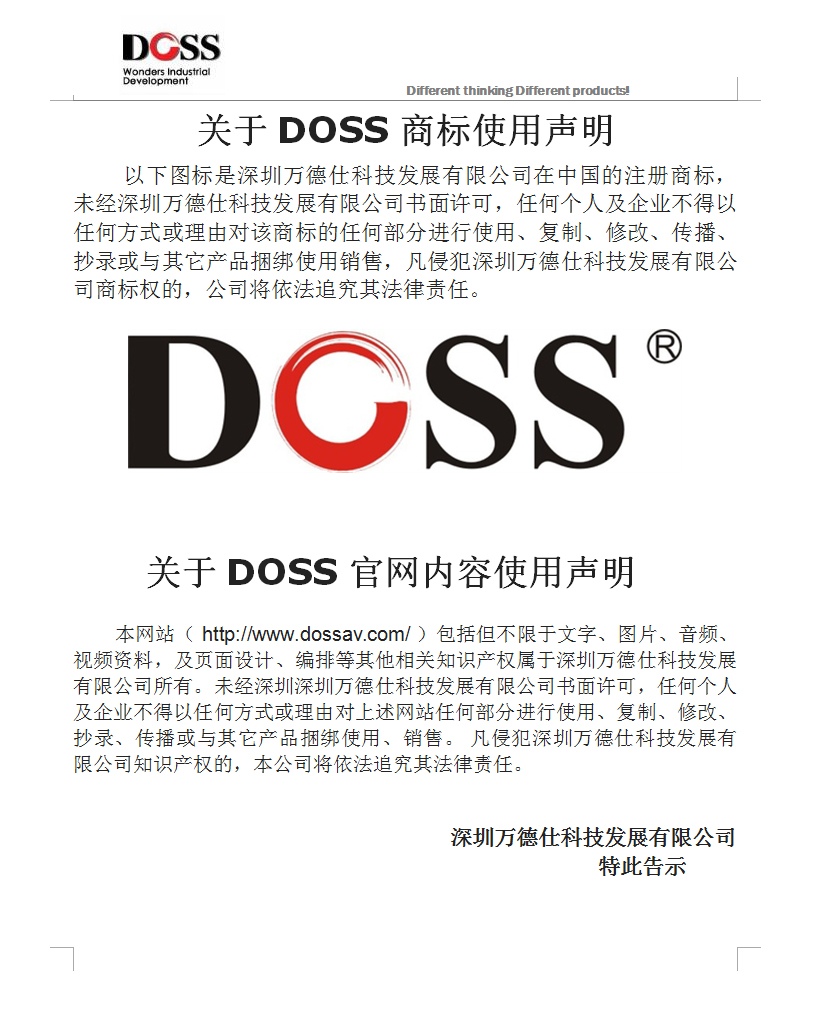 DOSS
Wonders Industrial
Development
Different thinking Different products!
关于 DOSS 商标使用声明
以下图标是深圳万德仕科技发展有限公司在中国的注册商标，
未经深圳万德仕科技发展有限公司书面许可，任何个人及企业不得以
任何方式或理由对该商标的任何部分进行使用、复制、修改、传播、
抄录或与其它产品捆绑使用销售，凡侵犯深圳万德仕科技发展有限公
司商标权的，公司将依法追究其法律责任。
DOSS ®
关于 DOSS 官网内容使用声明
本网站（ http://www.dossav.com/ ）包括但不限于文字、图片、音频、
视频资料，及页面设计、编排等其他相关知识产权属于深圳万德仕科技发展
有限公司所有。未经深圳深圳万德仕科技发展有限公司书面许可，任何个人
及企业不得以任何方式或理由对上述网站任何部分进行使用、复制、修改、
抄录、传播或与其它产品捆绑使用、销售。 凡侵犯深圳万德仕科技发展有
限公司知识产权的，本公司将依法追究其法律责任。
深圳万德仕科技发展有限公司
特此告示